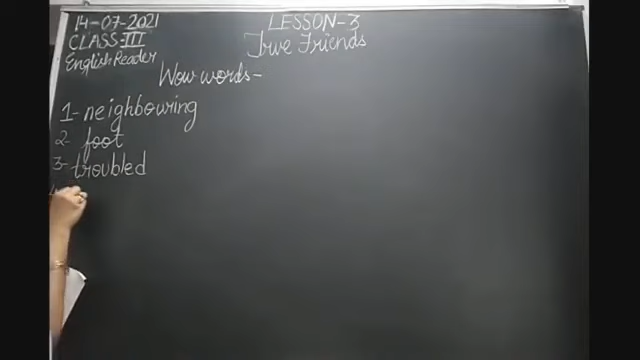 14-07-2021
CLASS-III
English Reader
LESSON-3
True Friends
Wow words-
1- neighbouring
2- foot
3- troubled